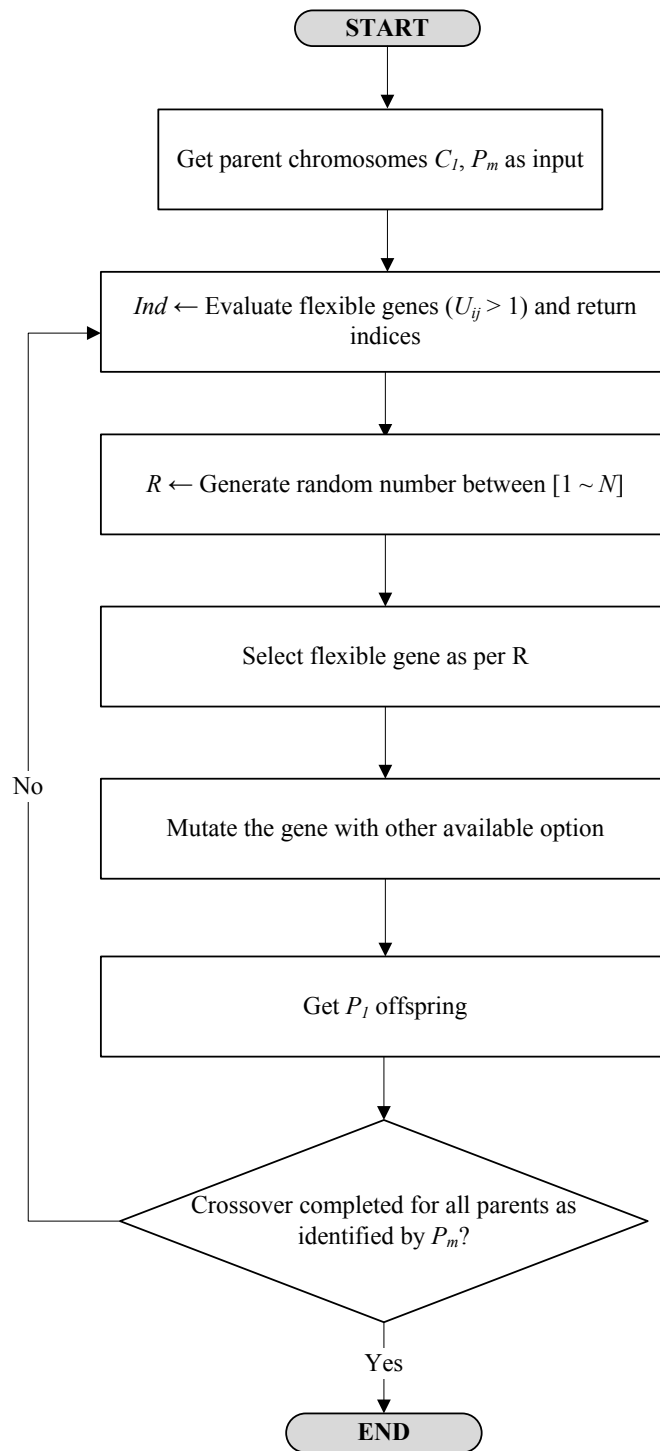 START
Get parent chromosomes C1, Pm as input
Ind ← Evaluate flexible genes (Uij > 1) and return
indices
R ← Generate random number between [1 ~ N]
Select flexible gene as per R
Mutate the gene with other available option
No
Get P1 offspring
Crossover completed for all parents as
identified by Pm?
Yes
END